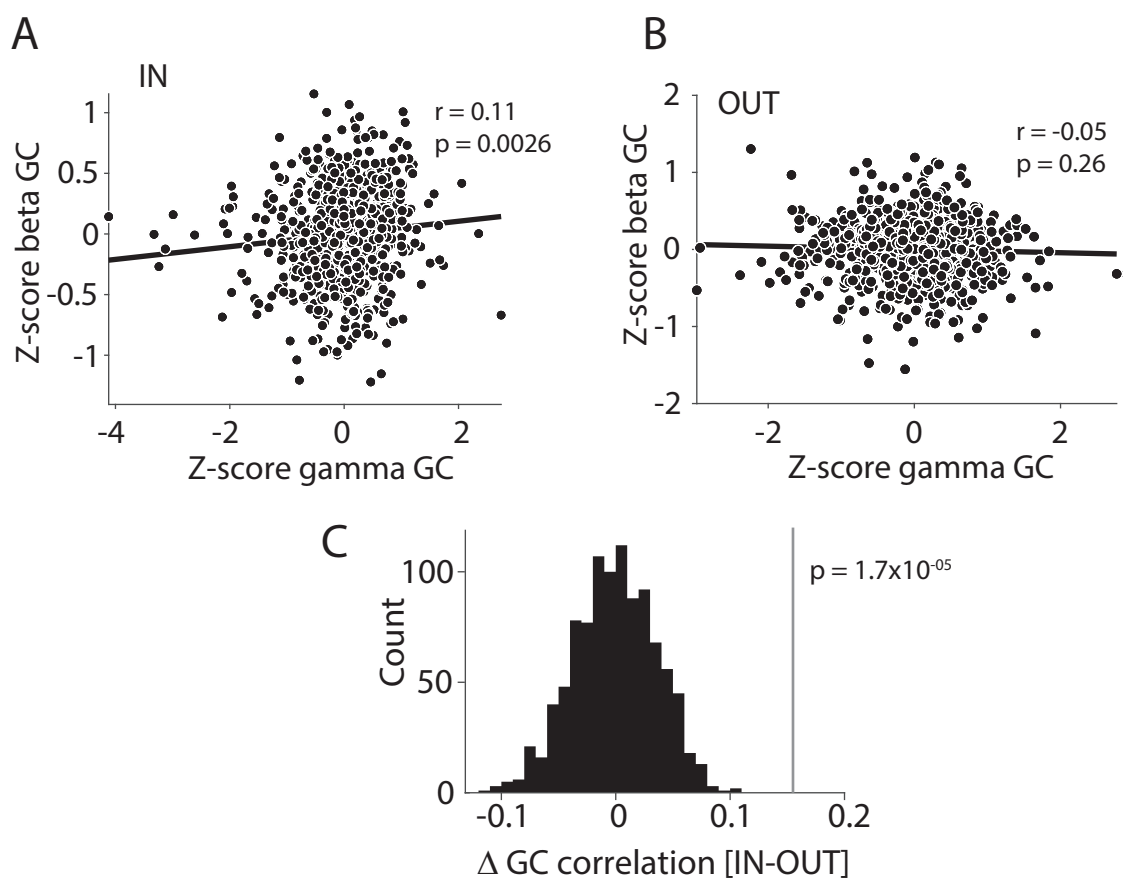 A
IN
r = 0.11
p = 0.0026
1
0.5
0
-0.5
-1
Z-score beta GC
-4
-2
0
2
Z-score gamma GC
B
OUT
r = -0.05
p = 0.26
2
1
0
-1
-2
Z-score beta GC
-2
0
2
Z-score gamma GC
C
p = 1.7x10⁻⁰⁵
100
50
0
Count
-0.1
0
0.1
0.2
Δ GC correlation [IN-OUT]